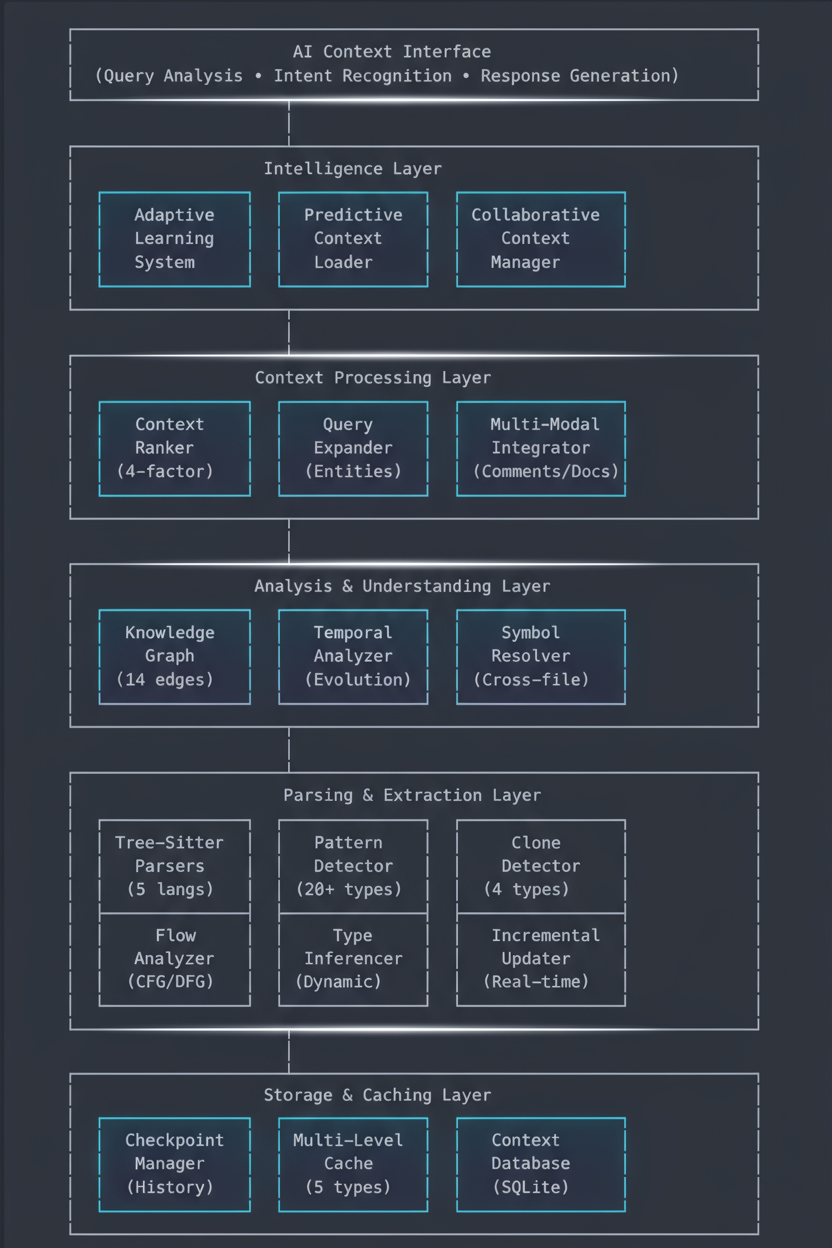 AI Context Interface
(Query Analysis • Intent Recognition • Response Generation)
Intelligence Layer
Adaptive
Learning
System
Predictive
Context
Loader
Collaborative
Context
Manager
Context Processing Layer
Context
Ranker
(4-factor)
Query
Expander
(Entities)
Multi-Modal
Integrator
(Comments/Docs)
Analysis & Understanding Layer
Knowledge
Graph
(14 edges)
Temporal
Analyzer
(Evolution)
Symbol
Resolver
(Cross-file)
Parsing & Extraction Layer
Tree-Sitter
Parsers
(5 langs)
Pattern
Detector
(20+ types)
Clone
Detector
(4 types)
Flow
Analyzer
(CFG/DFG)
Type
Inferencer
(Dynamic)
Incremental
Updater
(Real-time)
Storage & Caching Layer
Checkpoint
Manager
(History)
Multi-Level
Cache
(5 types)
Context
Database
(SQLite)